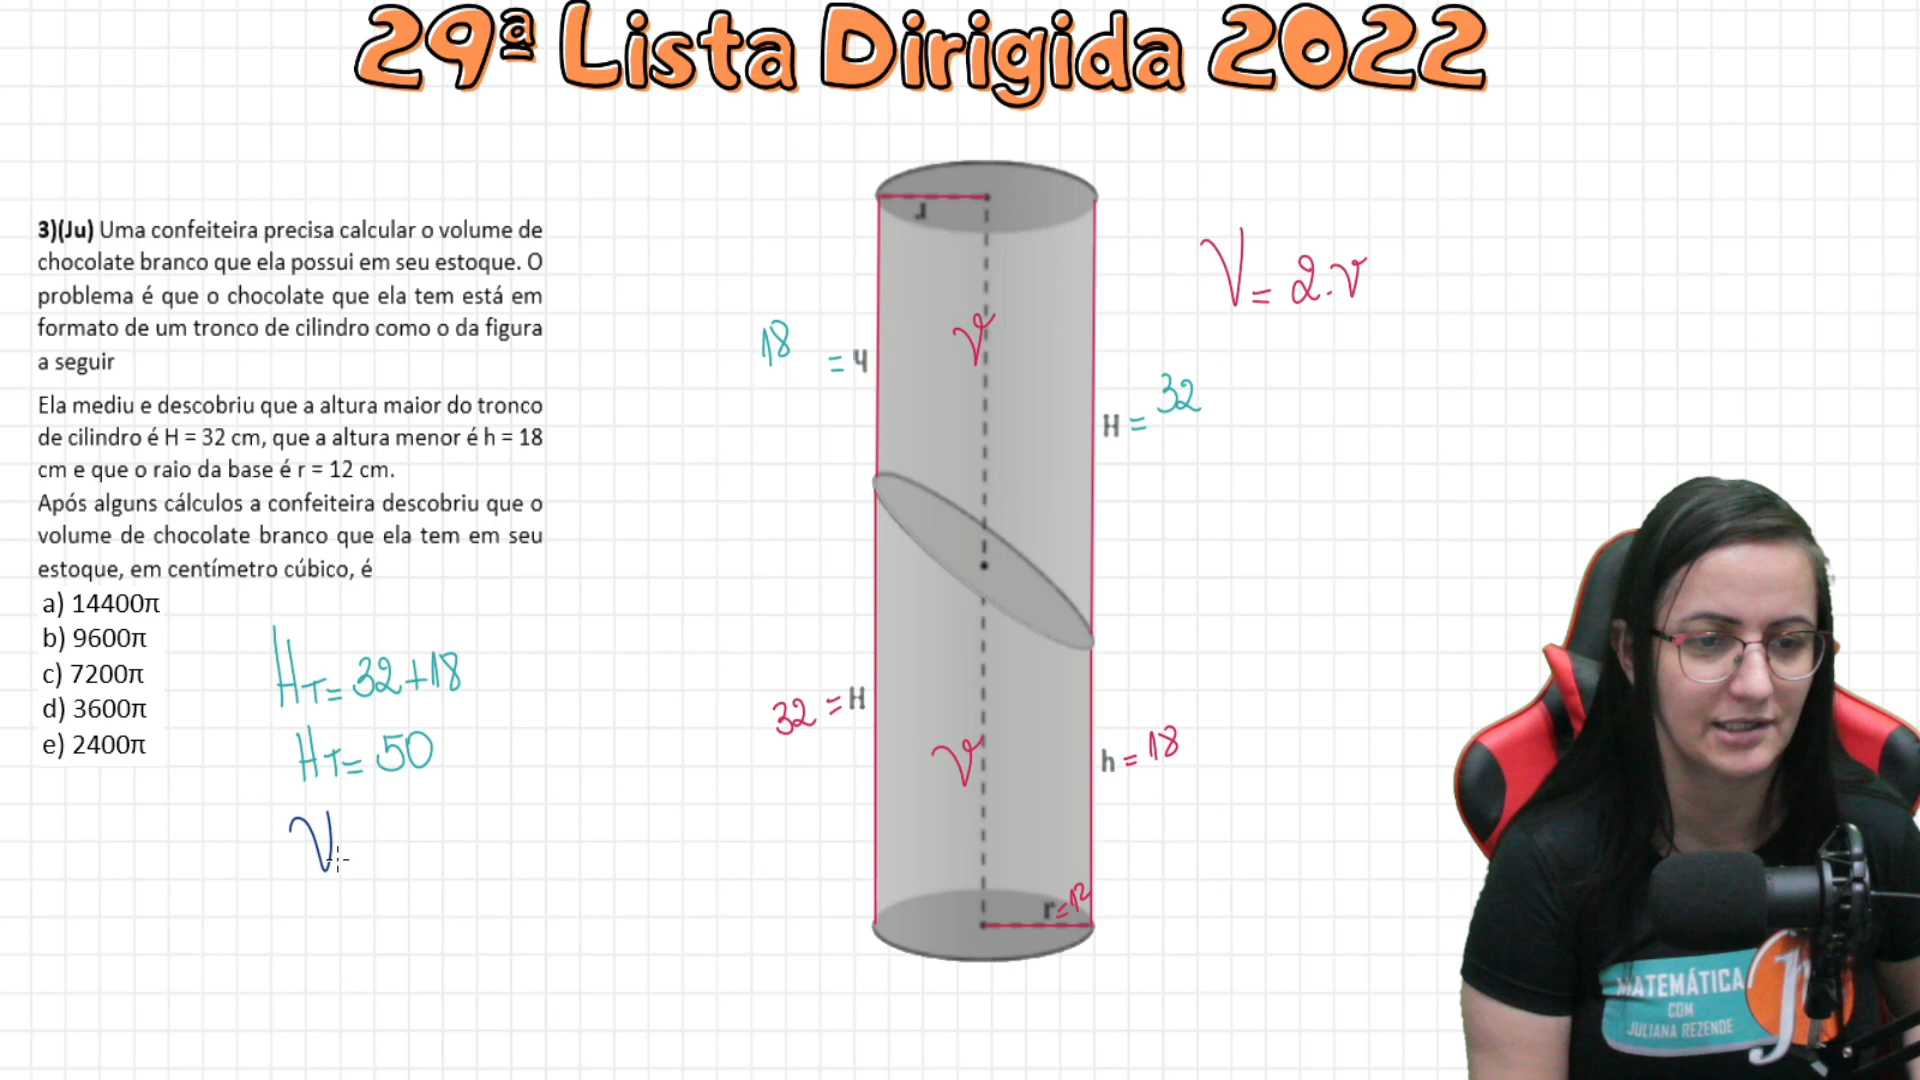 29ª Lista Dirigida 2022
3)(Ju) Uma confeiteira precisa calcular o volume de
chocolate branco que ela possui em seu estoque. O
problema é que o chocolate que ela tem está em
formato de um tronco de cilindro como o da figura
a seguir
Ela mediu e descobriu que a altura maior do tronco
de cilindro é H = 32 cm, que a altura menor é h = 18
cm e que o raio da base é r = 12 cm.
Após alguns cálculos a confeiteira descobriu que o
volume de chocolate branco que ela tem em seu
estoque, em centímetro cúbico, é
a) 14400π
b) 9600π
c) 7200π
d) 3600π
e) 2400π
HT = 32+18
HT = 50
V
r
18 = h
V
H = 32
V = 2.V
32 = H
V
h = 18
r = 12
MATEMÁTICA
COM
JULIANA REZENDE